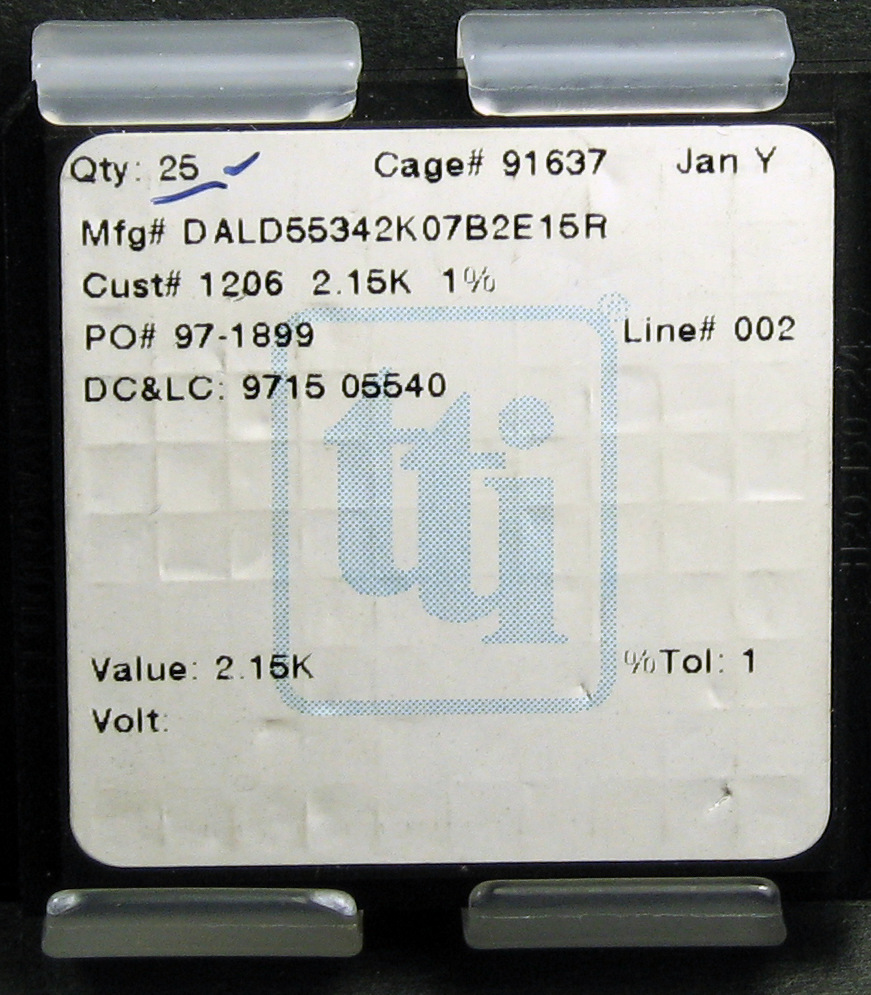 Qty: 25 ✓ Cage# 91637 Jan Y
Mfg# DALD55342K07B2E15R
Cust# 1206 2.15K 1%
PO# 97-1899 Line# 002
DC&LC: 9715 05540
tti®
Value: 2.15K %Tol: 1
Volt: